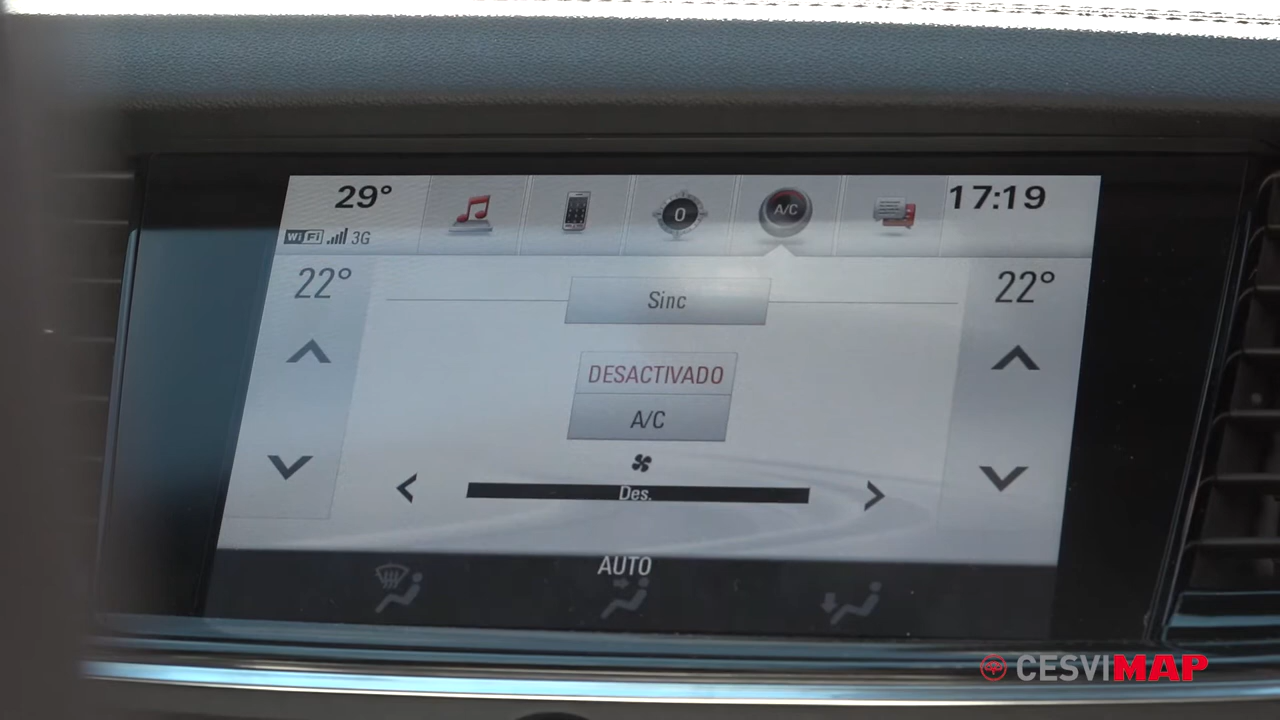 29°
17:19
WiFi 3G
0
A/C
22°
22°
Sinc
DESACTIVADO
A/C
Des.
AUTO
CESVIMAP